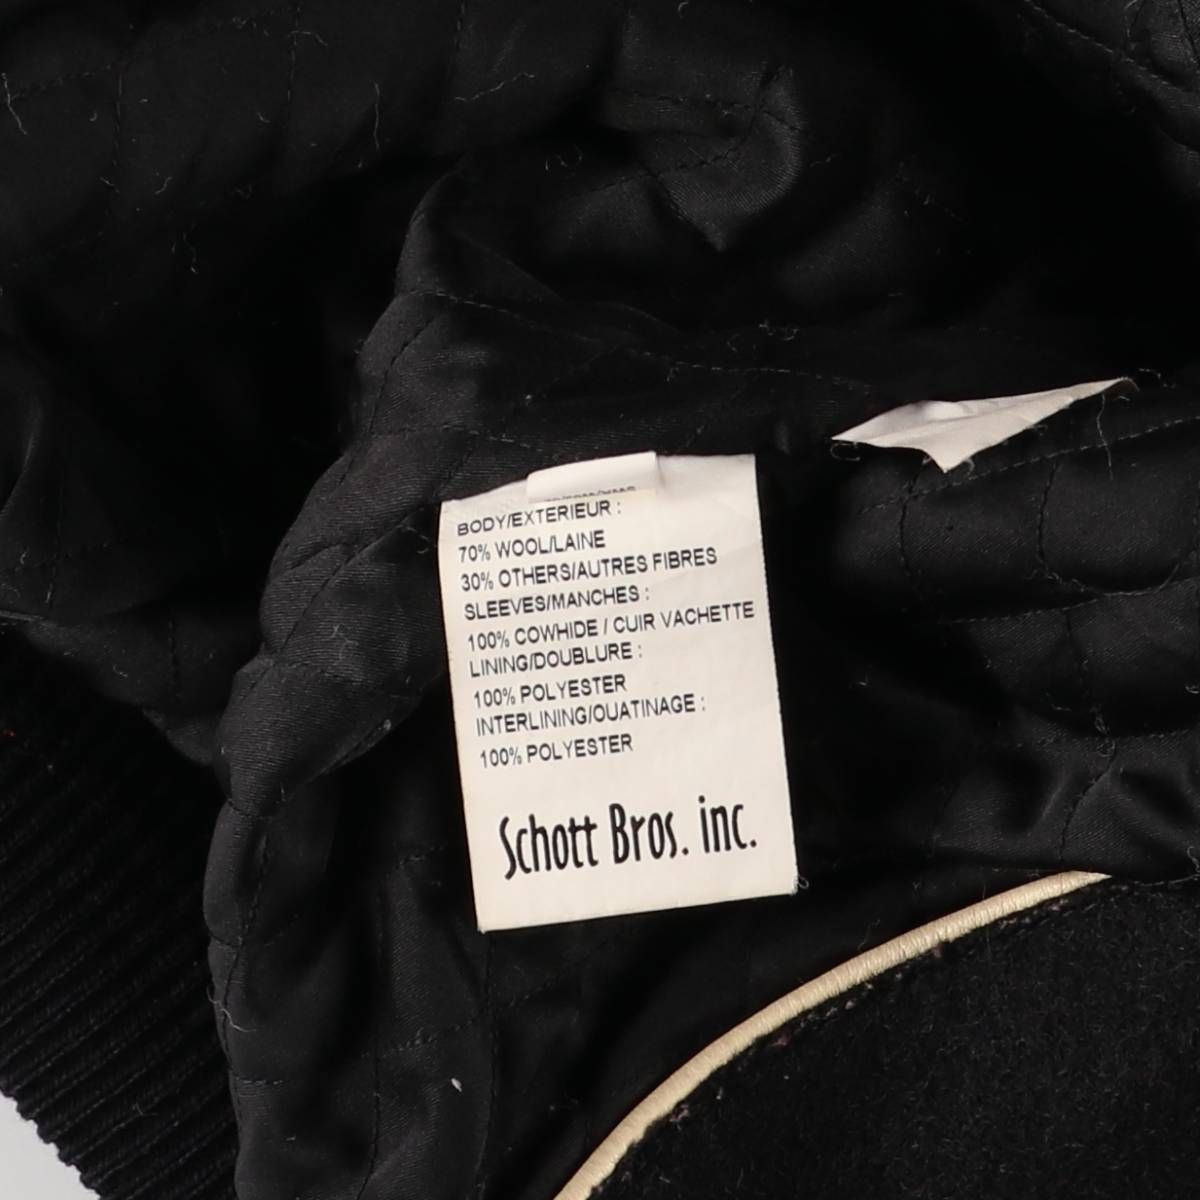 BODY/EXTERIEUR :
70% WOOL/LAINE
30% OTHERS/AUTRES FIBRES
SLEEVES/MANCHES :
100% COWHIDE / CUIR VACHETTE
LINING/DOUBLURE :
100% POLYESTER
INTERLINING/OUATINAGE :
100% POLYESTER
Schott Bros. inc.